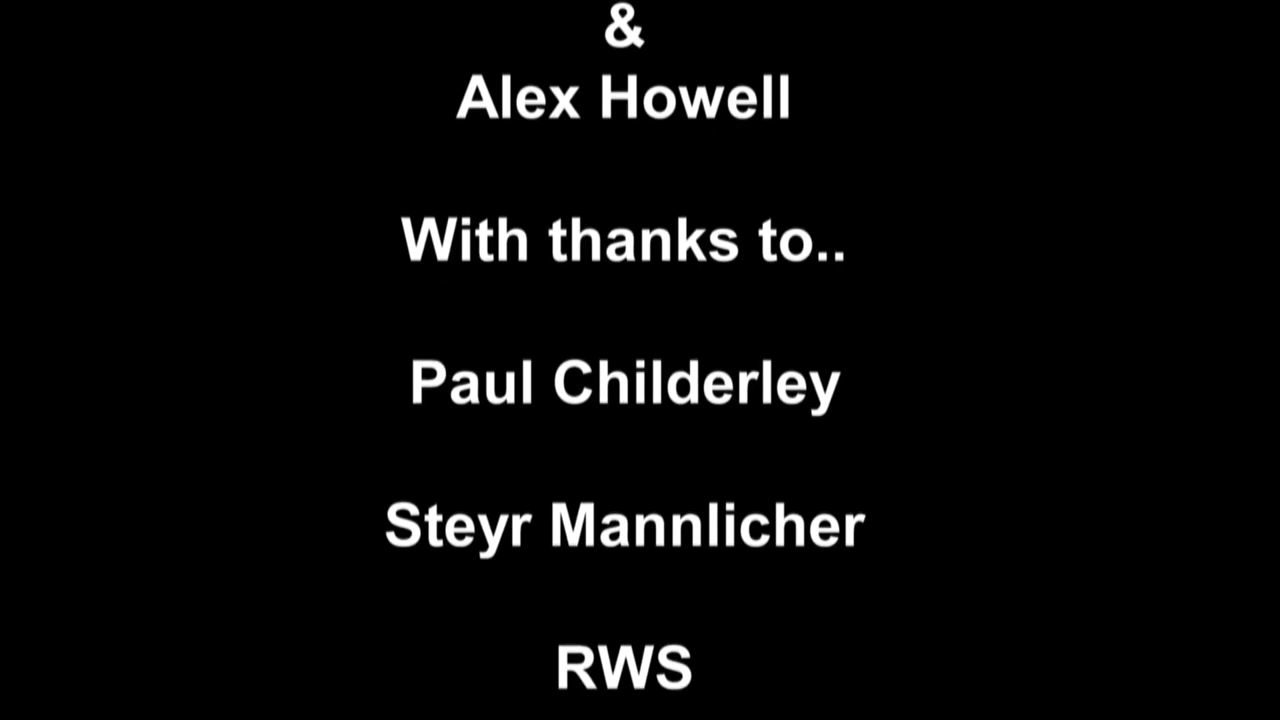 &
Alex Howell
With thanks to..
Paul Childerley
Steyr Mannlicher
RWS